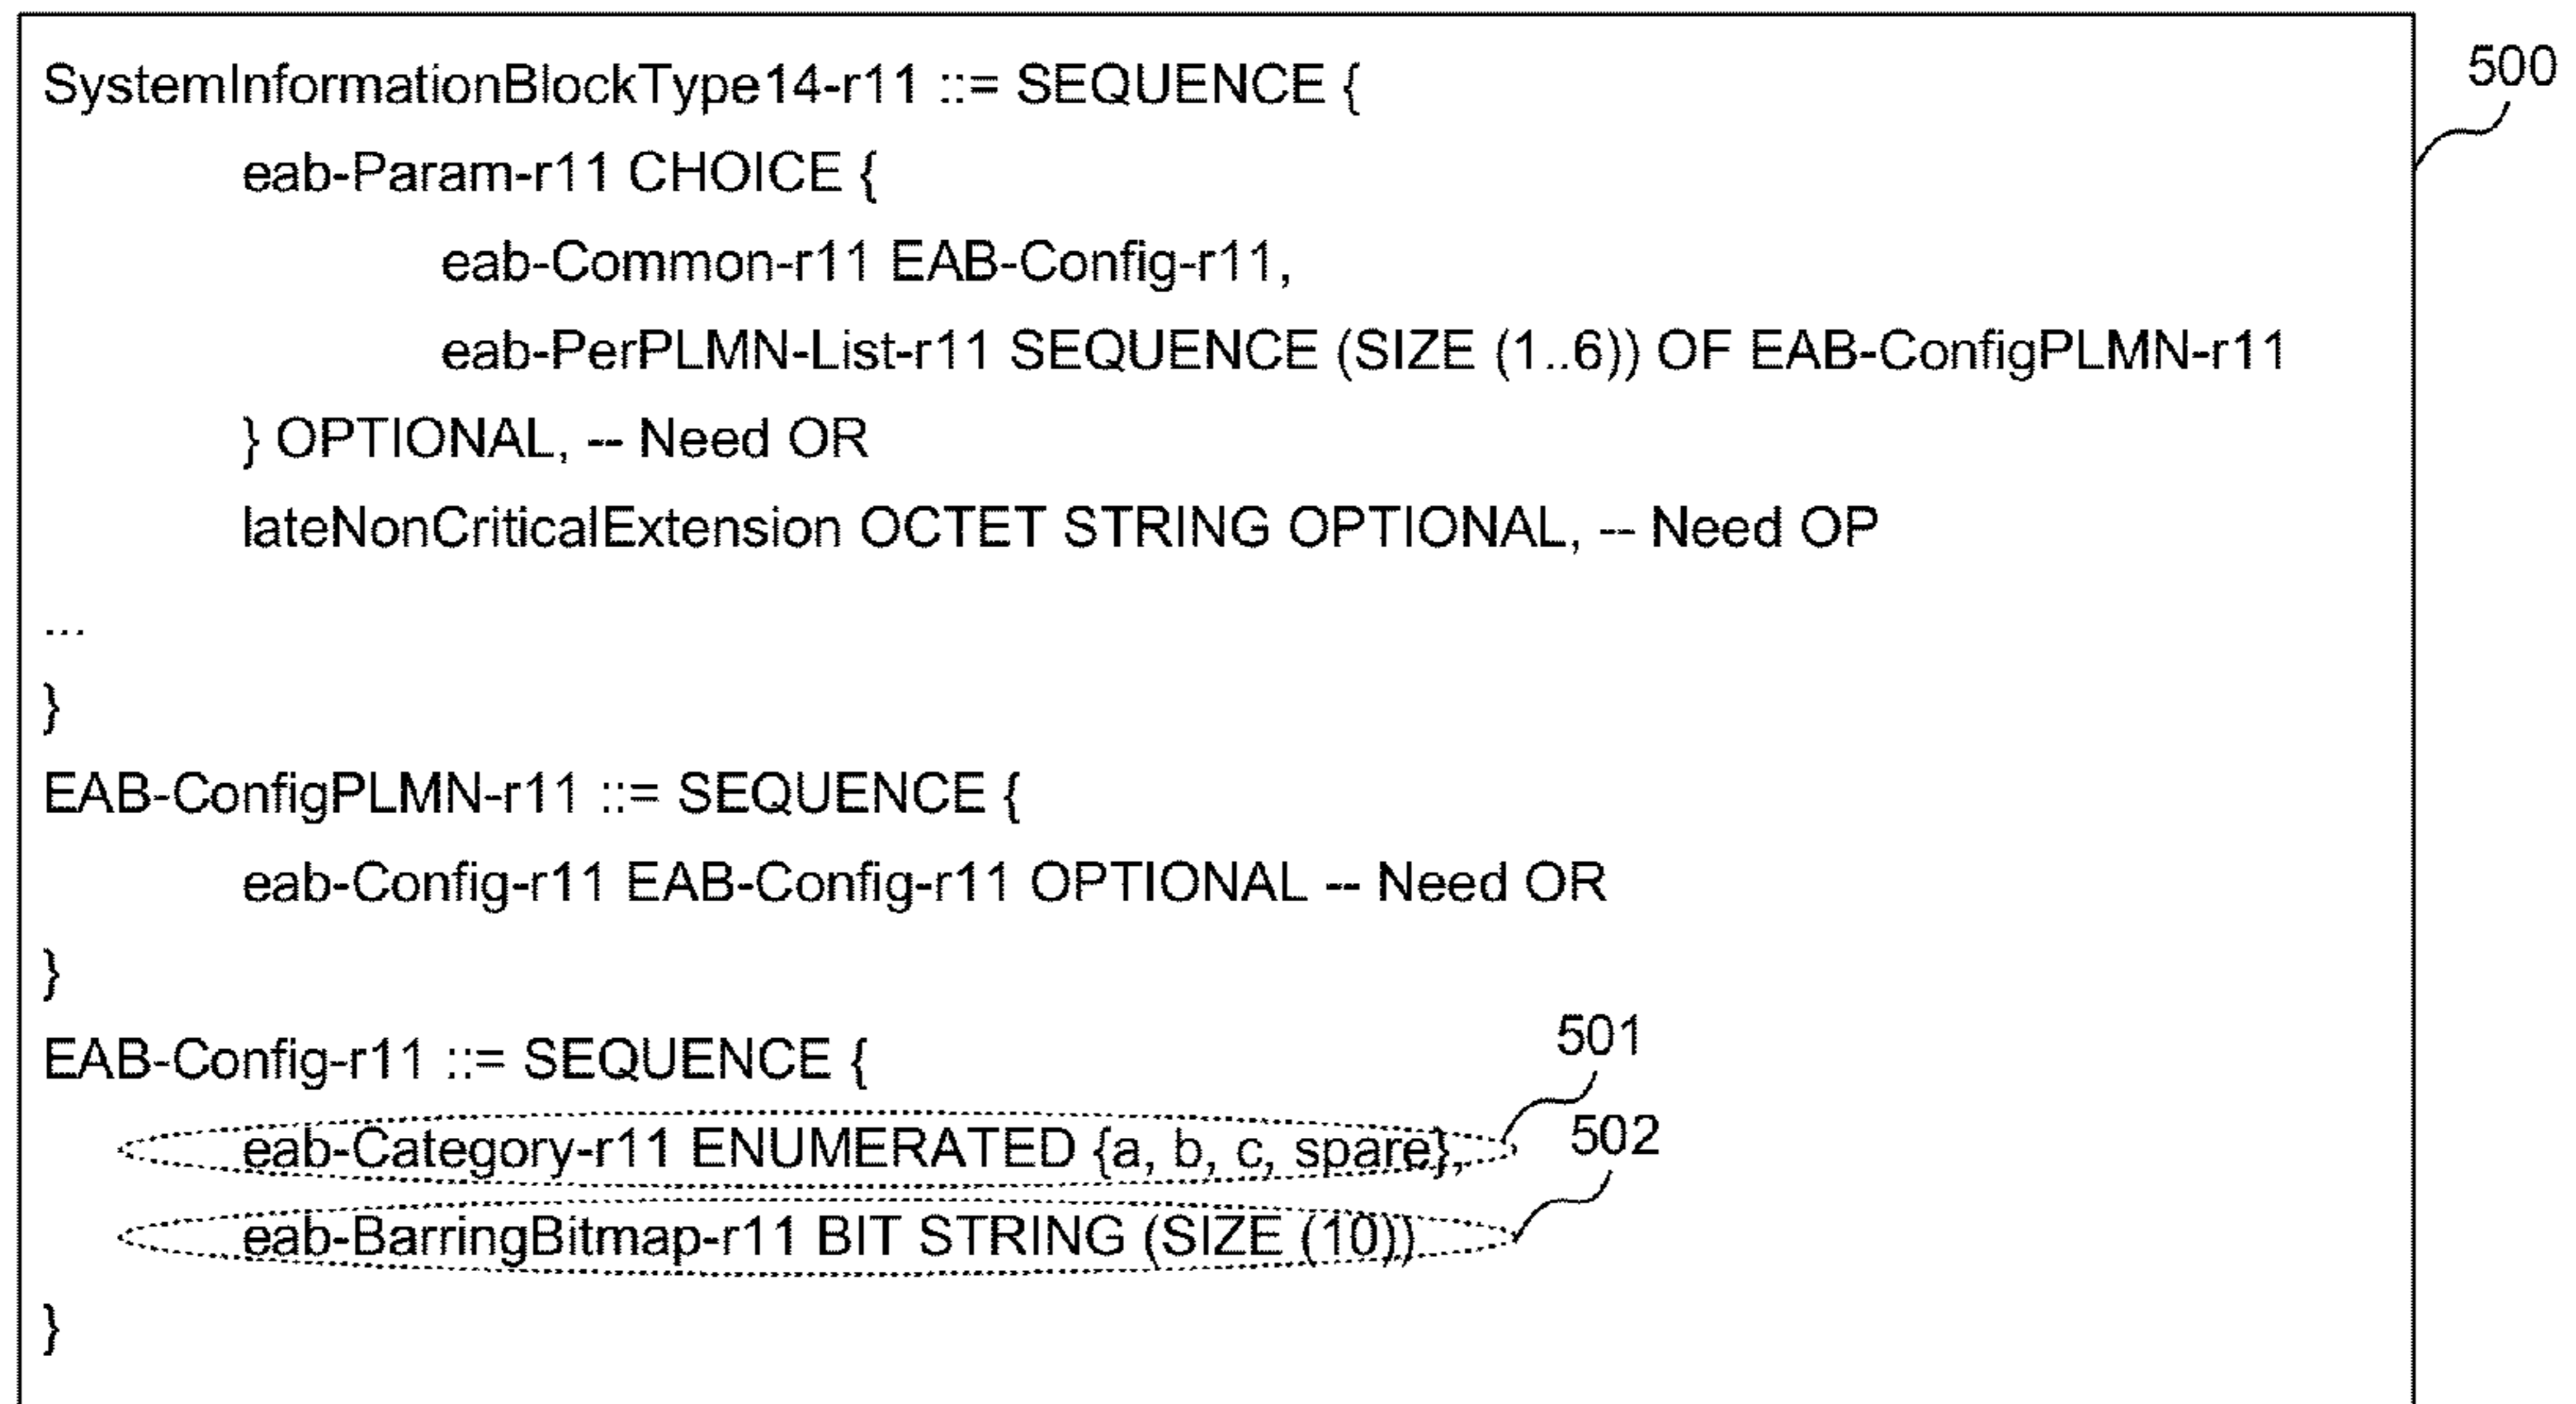 SystemInformationBlockType14-r11 ::= SEQUENCE {
500
eab-Param-r11 CHOICE {
eab-Common-r11 EAB-Config-r11,
eab-PerPLMN-List-r11 SEQUENCE (SIZE (1..6)) OF EAB-ConfigPLMN-r11
} OPTIONAL, -- Need OR
lateNonCriticalExtension OCTET STRING OPTIONAL, -- Need OP
...
}
EAB-ConfigPLMN-r11 ::= SEQUENCE {
eab-Config-r11 EAB-Config-r11 OPTIONAL -- Need OR
}
EAB-Config-r11 ::= SEQUENCE {
501
eab-Category-r11 ENUMERATED {a, b, c, spare},
502
eab-BarringBitmap-r11 BIT STRING (SIZE (10))
}